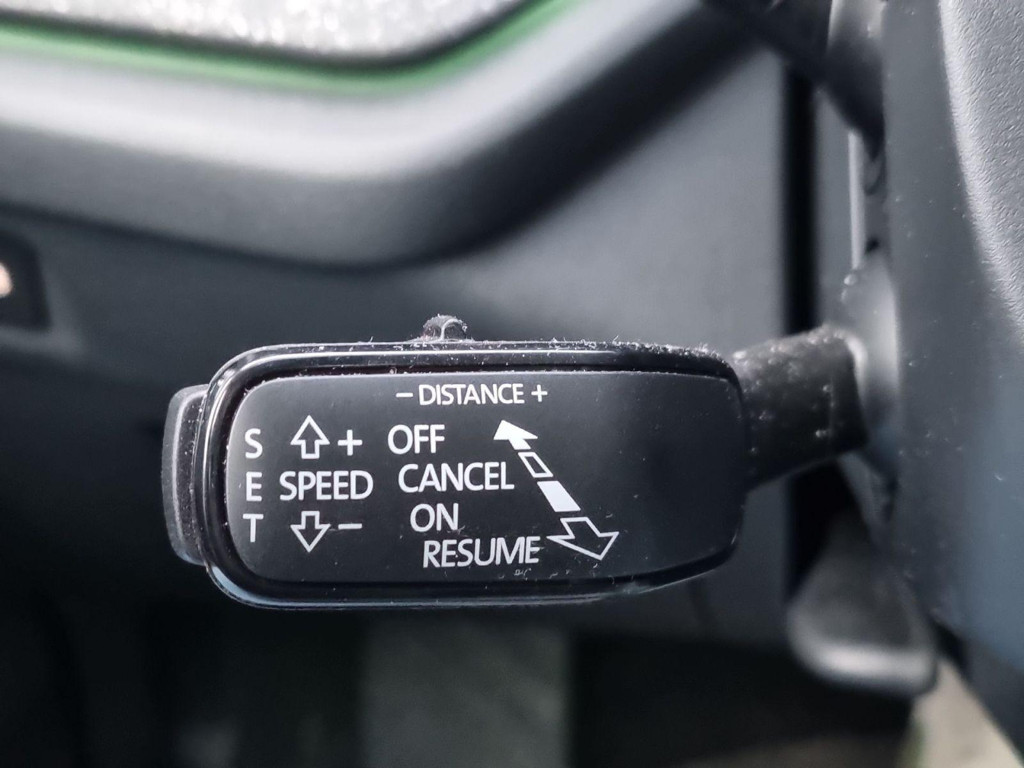 - DISTANCE +
S + OFF
E SPEED CANCEL
T - ON
RESUME